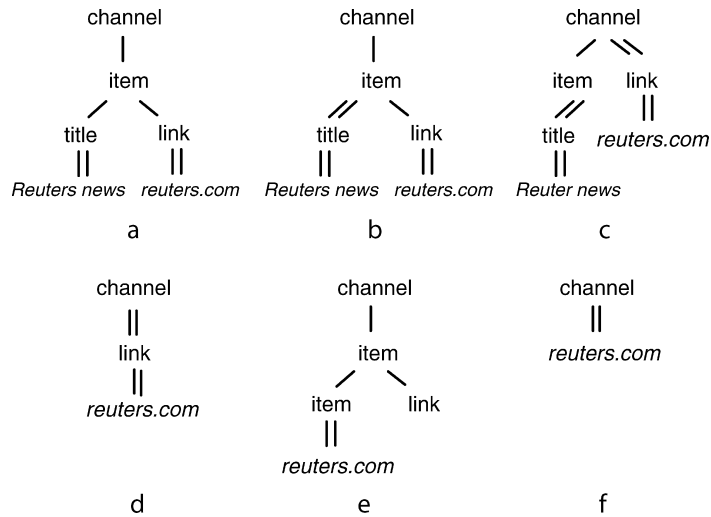 channel channel channel
item item item link
title link title link title reuters.com
Reuters news reuters.com Reuters news reuters.com Reuter news
a b c
channel channel channel
link item reuters.com
reuters.com item link
reuters.com
d e f